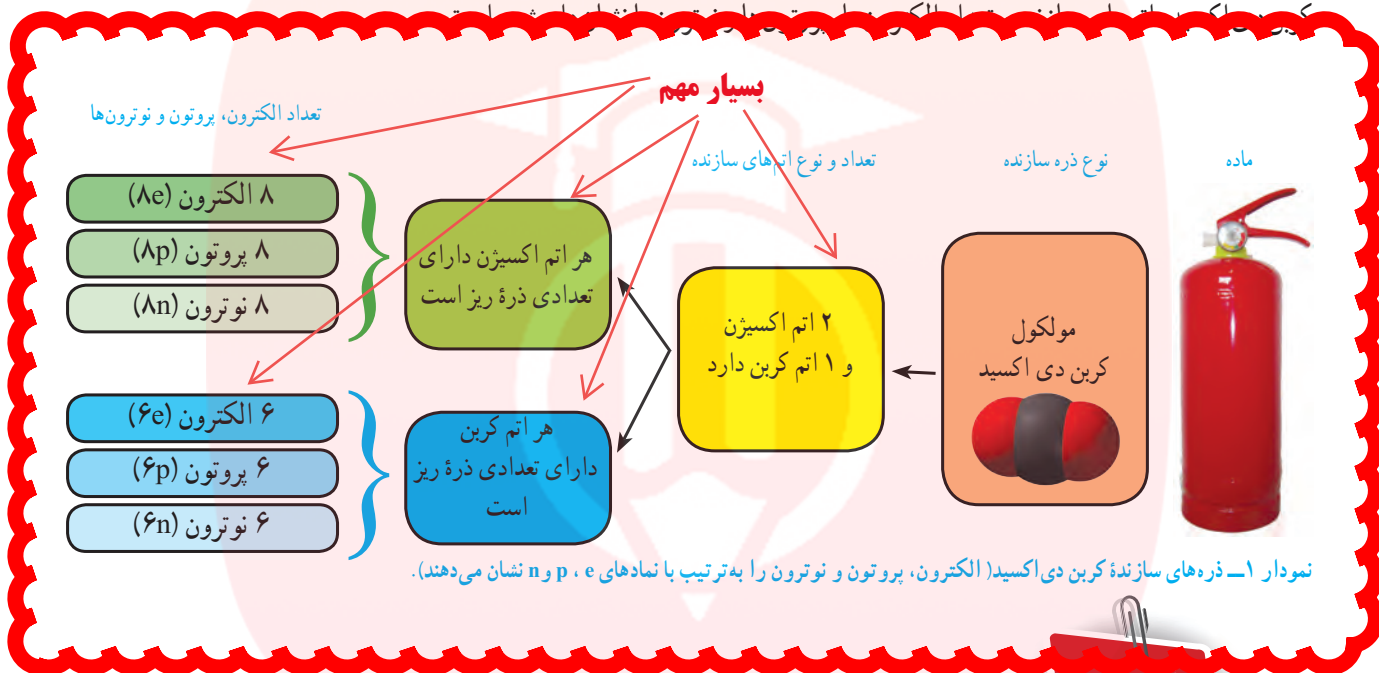 بسیار مهم
ماده
نوع ذره سازنده
تعداد و نوع اتم‌های سازنده
تعداد الکترون، پروتون و نوترون‌ها
مولکول
کربن دی اکسید
۲ اتم اکسیژن
و ۱ اتم کربن دارد
هر اتم اکسیژن دارای
تعدادی ذرۀ ریز است
۸ الکترون (۸e)
۸ پروتون (۸p)
۸ نوترون (۸n)
هر اتم کربن
دارای تعدادی ذرۀ ریز
است
۶ الکترون (۶e)
۶ پروتون (۶p)
۶ نوترون (۶n)
نمودار ۱ــ ذره‌های سازندۀ کربن دی‌اکسید( الکترون، پروتون و نوترون را به‌ترتیب با نمادهای p ، e و n نشان می‌دهند).